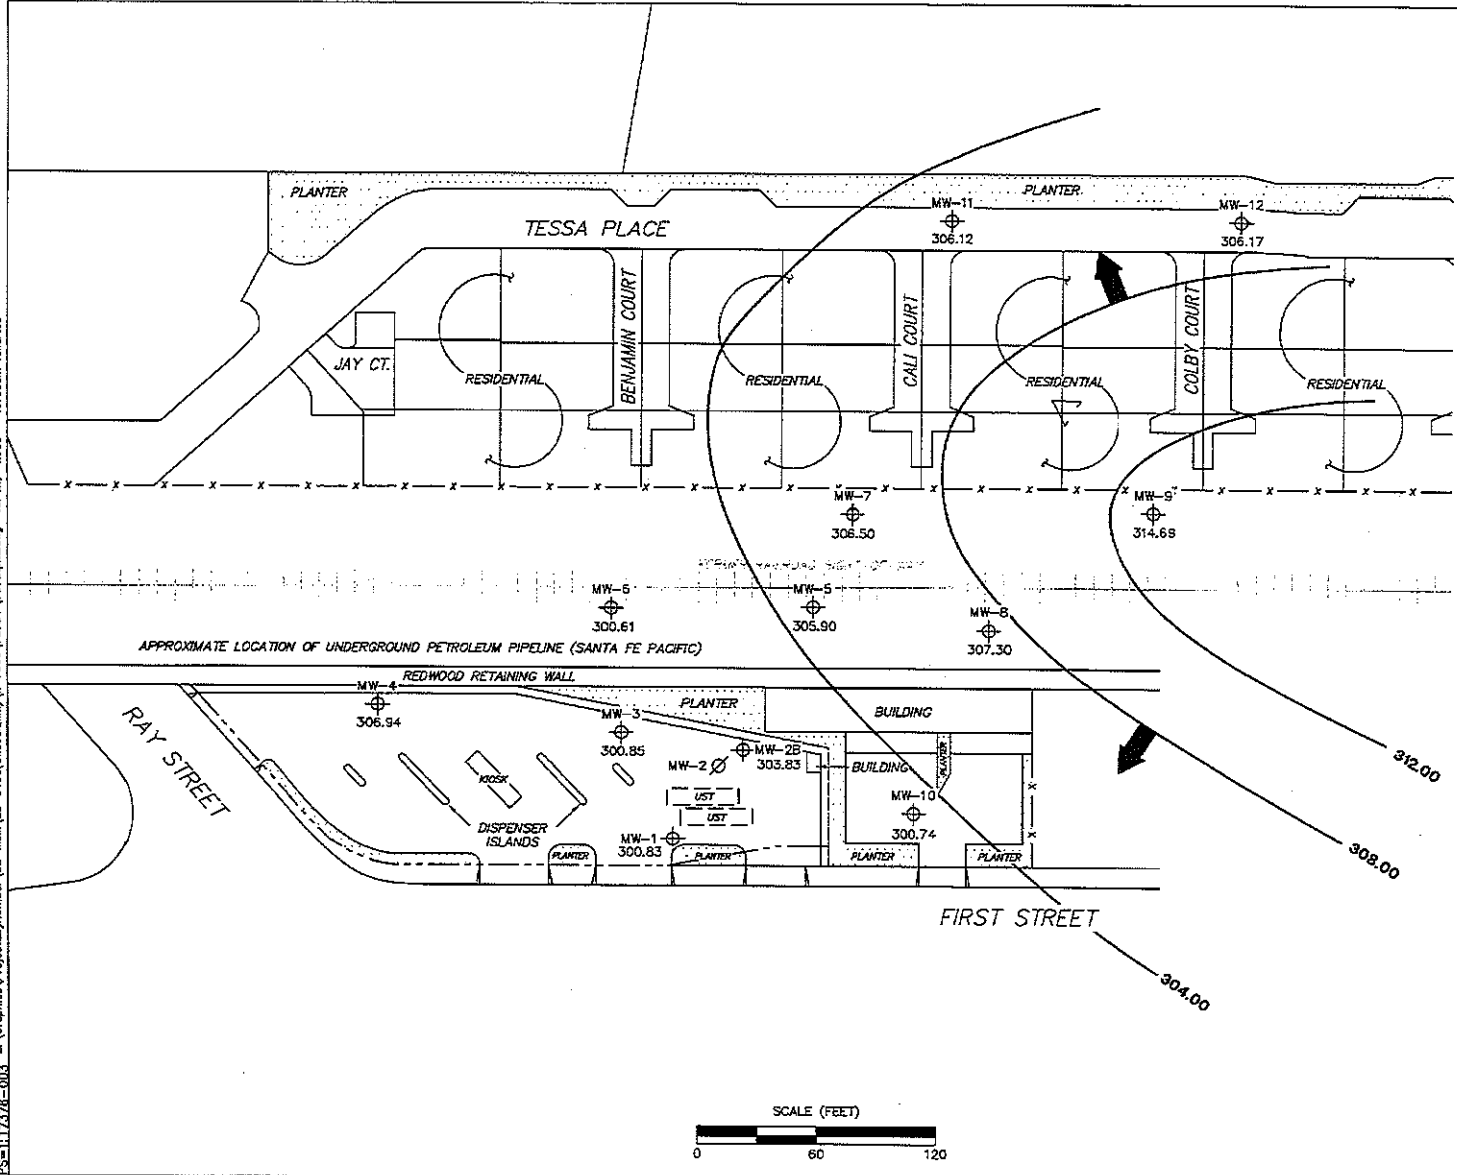 PLANTER
PLANTER
MW-11
306.12
MW-12
306.17
TESSA PLACE
BENJAMIN COURT
CALI COURT
COLBY COURT
JAY CT.
RESIDENTIAL
RESIDENTIAL
RESIDENTIAL
RESIDENTIAL
MW-7
306.50
MW-9
314.69
MW-6
300.61
MW-5
305.90
MW-8
307.30
APPROXIMATE LOCATION OF UNDERGROUND PETROLEUM PIPELINE (SANTA FE PACIFIC)
REDWOOD RETAINING WALL
MW-4
306.94
RAY STREET
MW-3
300.85
PLANTER
BUILDING
MW-2B
303.83
MW-2
BUILDING
PLANTER
KIOSK
UST
UST
DISPENSER
ISLANDS
MW-1
300.83
MW-10
300.74
PLANTER
PLANTER
PLANTER
PLANTER
FIRST STREET
312.00
308.00
304.00
SCALE (FEET)
0 60 120